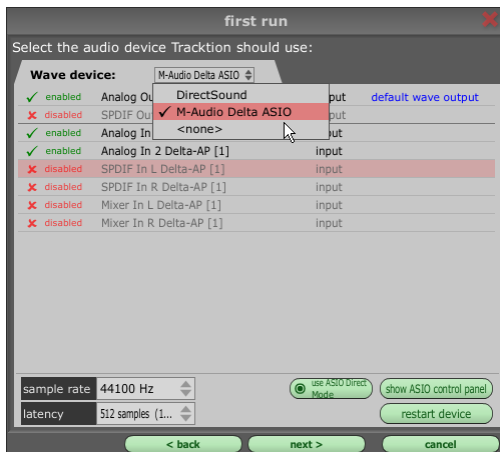 first run
Select the audio device Tracktion should use:
Wave device: M-Audio Delta ASIO
DirectSound
M-Audio Delta ASIO
<none>
enabled Analog Ou put default wave output
disabled SPDIF Ou put
enabled Analog In input
enabled Analog In 2 Delta-AP [1] input
disabled SPDIF In L Delta-AP [1] input
disabled SPDIF In R Delta-AP [1] input
disabled Mixer In L Delta-AP [1] input
disabled Mixer In R Delta-AP [1] input
sample rate 44100 Hz
use ASIO Direct Mode
show ASIO control panel
latency 512 samples (1...
restart device
< back next > cancel